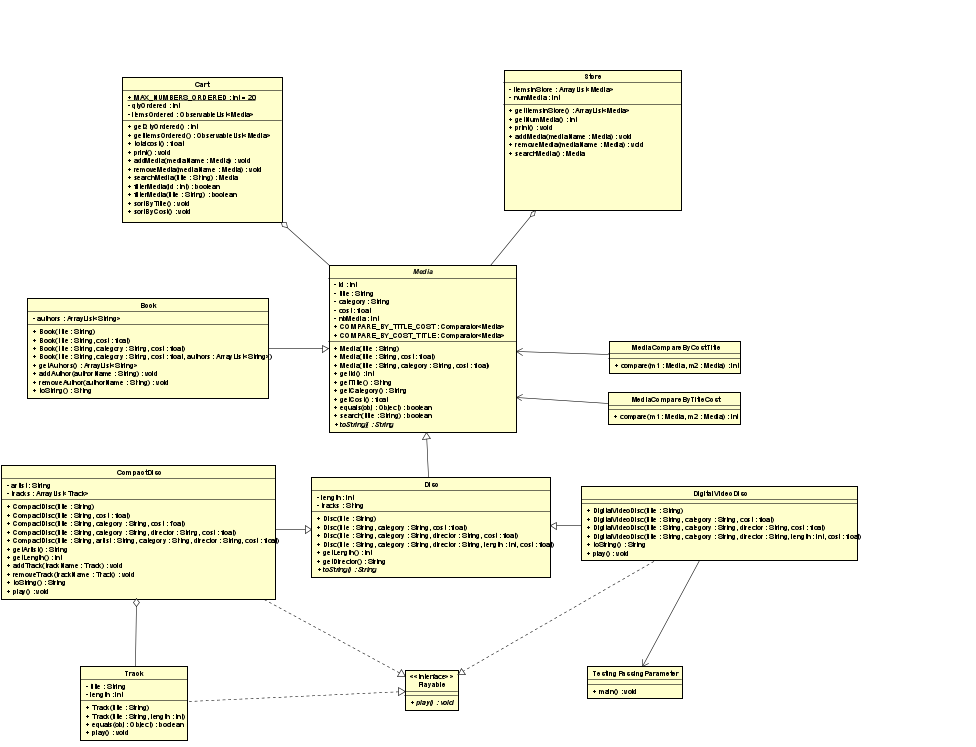 Cart
+ MAX_NUMBERS_ORDERED : int = 20
- qtyOrdered : int
- itemsOrdered : ObservableList<Media>
+ getQtyOrdered() : int
+ getItemsOrdered() : ObservableList<Media>
+ totalcost() : float
+ print() : void
+ addMedia(mediaName : Media) : void
+ removeMedia(mediaName : Media) : void
+ searchMedia(title : String) : Media
+ filterMedia(id : int) : boolean
+ filterMedia(title : String) : boolean
+ sortByTitle() : void
+ sortByCost() : void
Store
- itemsInStore : ArrayList<Media>
- numMedia : int
+ getItemsInStore() : ArrayList<Media>
+ getNumMedia() : int
+ print() : void
+ addMedia(mediaName : Media) : void
+ removeMedia(mediaName : Media) : void
+ searchMedia() : Media
Media
- id : int
- title : String
- category : String
- cost : float
- nbMedia : int
+ COMPARE_BY_TITLE_COST : Comparator<Media>
+ COMPARE_BY_COST_TITLE : Comparator<Media>
+ Media(title : String)
+ Media(title : String, cost : float)
+ Media(title : String, category : String, cost : float)
+ getId() : int
+ getTitle() : String
+ getCategory() : String
+ getCost() : float
+ equals(obj : Object) : boolean
+ search(title : String) : boolean
+ toString() : String
Book
- authors : ArrayList<String>
+ Book(title : String)
+ Book(title : String, cost : float)
+ Book(title : String, category : String, cost : float)
+ Book(title : String, category : String, cost : float, authors : ArrayList<String>)
+ getAuthors() : ArrayList<String>
+ addAuthor(authorName : String) : void
+ removeAuthor(authorName : String) : void
+ toString() : String
MediaCompareByCostTitle
+ compare(m1 : Media, m2 : Media) : int
MediaCompareByTitleCost
+ compare(m1 : Media, m2 : Media) : int
CompactDisc
- artist : String
- tracks : ArrayList<Track>
+ CompactDisc(title : String)
+ CompactDisc(title : String, cost : float)
+ CompactDisc(title : String, category : String, cost : float)
+ CompactDisc(title : String, category : String, director : String, cost : float)
+ CompactDisc(title : String, artist : String, category : String, director : String, cost : float)
+ getArtist() : String
+ getLength() : int
+ addTrack(trackName : Track) : void
+ removeTrack(trackName : Track) : void
+ toString() : String
+ play() : void
Disc
- length : int
- tracks : String
+ Disc(title : String)
+ Disc(title : String, category : String, cost : float)
+ Disc(title : String, category : String, director : String, cost : float)
+ Disc(title : String, category : String, director : String, length : int, cost : float)
+ getLength() : int
+ getDirector() : String
+ toString() : String
DigitalVideoDisc
+ DigitalVideoDisc(title : String)
+ DigitalVideoDisc(title : String, category : String, cost : float)
+ DigitalVideoDisc(title : String, category : String, director : String, cost : float)
+ DigitalVideoDisc(title : String, category : String, director : String, length : int, cost : float)
+ toString() : String
+ play() : void
Track
- title : String
- length : int
+ Track(title : String)
+ Track(title : String, length : int)
+ equals(obj : Object) : boolean
+ play() : void
<<interface>>
Playable
+ play() : void
Testing Passing Parameter
+ main() : void